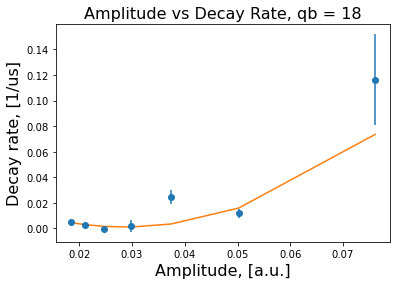 Amplitude vs Decay Rate, qb = 18
Decay rate, [1/us]
0.14
0.12
0.10
0.08
0.06
0.04
0.02
0.00
0.02 0.03 0.04 0.05 0.06 0.07
Amplitude, [a.u.]